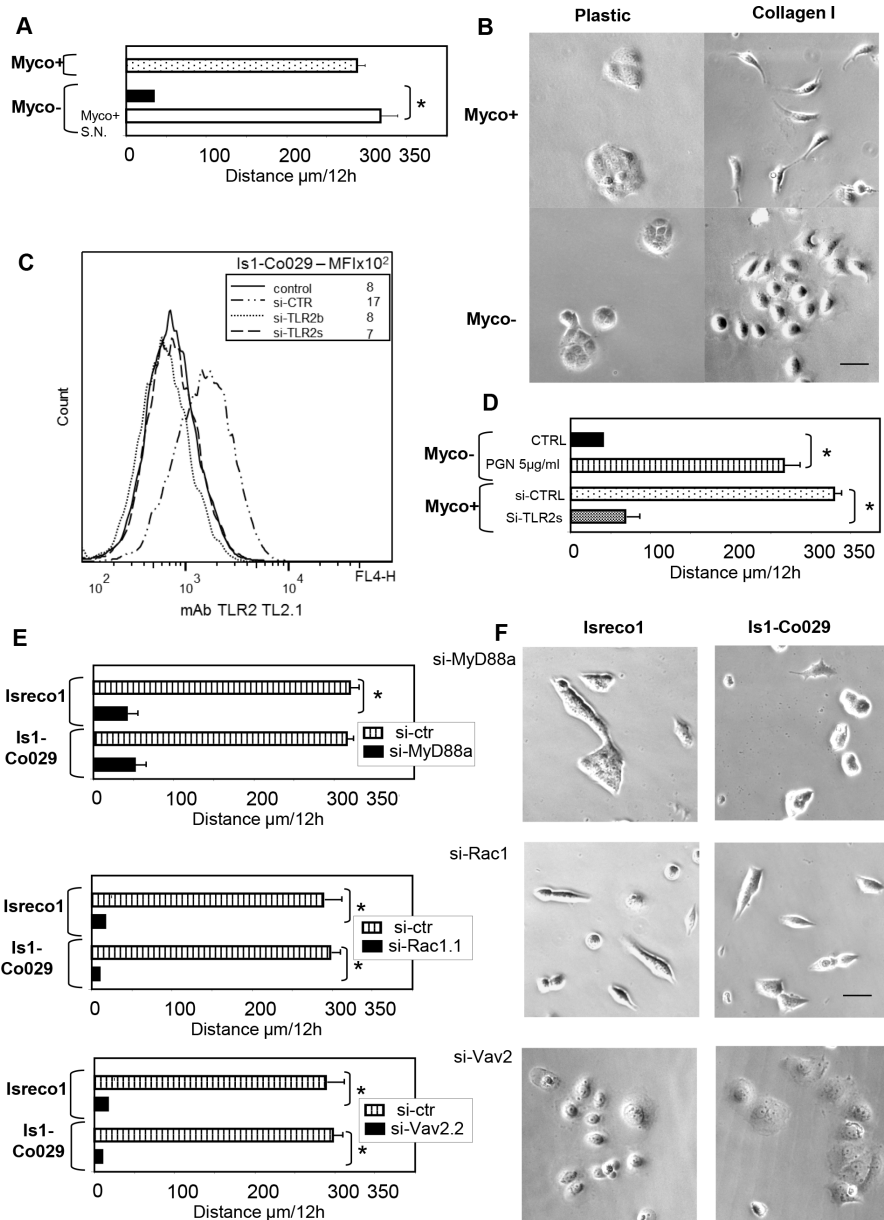 A
Myco+
Myco-
Myco+
S.N.
*
0 100 200 300 350
Distance µm/12h
B
Plastic Collagen I
Myco+
Myco-
C
Is1-Co029 – MFIx10²
control 8
si-CTR 17
si-TLR2b 8
si-TLR2s 7
Count
10² 10³ 10⁴ FL4-H
mAb TLR2 TL2.1
D
Myco-
CTRL
PGN 5µg/ml
*
Myco+
si-CTRL
Si-TLR2s
*
0 100 200 300 350
Distance µm/12h
E
Isreco1
*
Is1-
Co029
si-ctr
si-MyD88a
0 100 200 300 350
Distance µm/12h
Isreco1
*
Is1-
Co029
*
si-ctr
si-Rac1.1
0 100 200 300 350
Distance µm/12h
Isreco1
*
Is1-
Co029
*
si-ctr
si-Vav2.2
0 100 200 300 350
Distance µm/12h
F
Isreco1 Is1-Co029
si-MyD88a
si-Rac1
si-Vav2